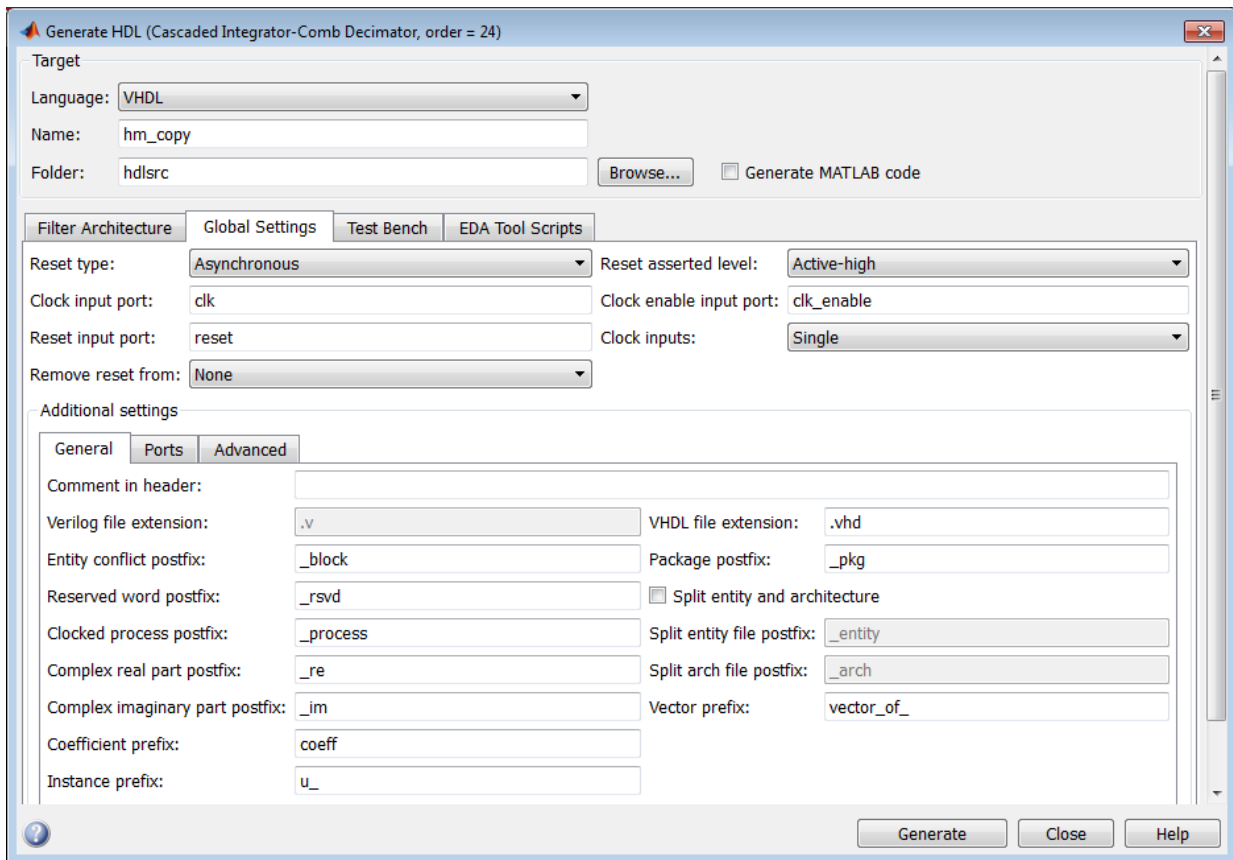 Generate HDL (Cascaded Integrator-Comb Decimator, order = 24)
Target
Language: VHDL
Name: hm_copy
Folder: hdlsrc Browse... Generate MATLAB code
Filter Architecture Global Settings Test Bench EDA Tool Scripts
Reset type: Asynchronous Reset asserted level: Active-high
Clock input port: clk Clock enable input port: clk_enable
Reset input port: reset Clock inputs: Single
Remove reset from: None
Additional settings
General Ports Advanced
Comment in header:
Verilog file extension: .v VHDL file extension: .vhd
Entity conflict postfix: _block Package postfix: _pkg
Reserved word postfix: _rsvd Split entity and architecture
Clocked process postfix: _process Split entity file postfix: _entity
Complex real part postfix: _re Split arch file postfix: _arch
Complex imaginary part postfix: _im Vector prefix: vector_of_
Coefficient prefix: coeff
Instance prefix: u_
? Generate Close Help